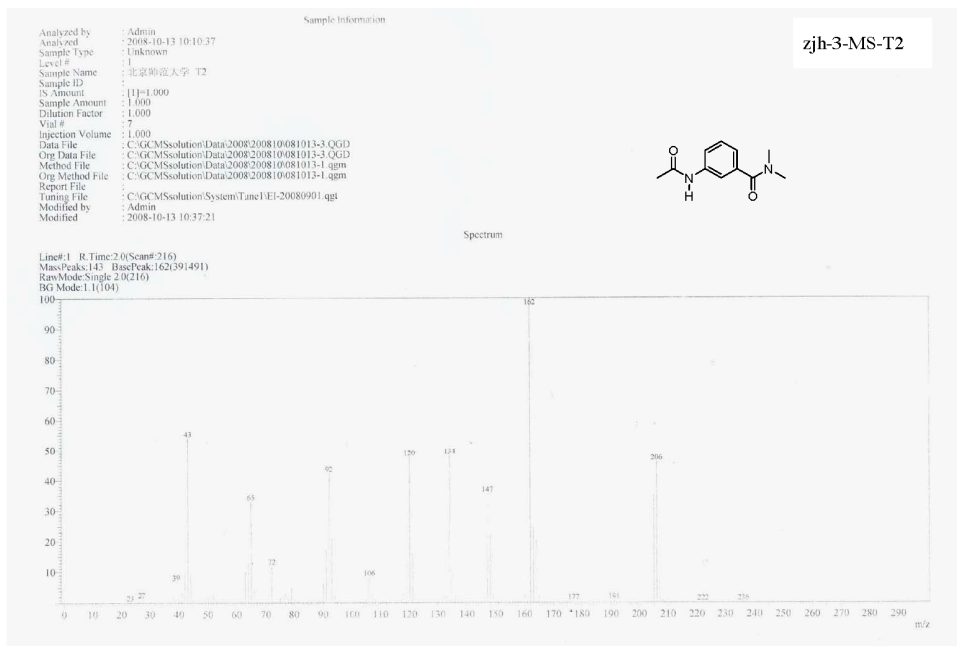 Sample Information
zjh-3-MS-T2
Analyzed by : Admin
Analyzed : 2008-10-13 10:10:37
Sample Type : Unknown
Level # : 1
Sample Name : 北京师范大学 T2
Sample ID :
IS Amount : [1]=1.000
Sample Amount : 1.000
Dilution Factor : 1.000
Vial # : 7
Injection Volume : 1.000
Data File : C:\GCMSsolution\Data\2008\200810\081013-3.QGD
Org Data File : C:\GCMSsolution\Data\2008\200810\081013-3.QGD
Method File : C:\GCMSsolution\Data\2008\200810\081013-1.qgm
Org Method File : C:\GCMSsolution\Data\2008\200810\081013-1.qgm
Report File :
Tuning File : C:\GCMSsolution\System\Tune1\EI-20080901.qgt
Modified by : Admin
Modified : 2008-10-13 10:37:21
O
N
H
O
N
Spectrum
Line#:1 R.Time:2.0(Scan#:216)
MassPeaks:143 BasePeak:162(391491)
RawMode:Single 2.0(216)
BG Mode:1.1(104)
100
90
80
70
60
50
40
30
20
10
162
43
120
134
206
92
147
65
72
106
39
27
177
222
0 10 20 30 40 50 60 70 80 90 100 110 120 130 140 150 160 170 180 190 200 210 220 230 240 250 260 270 280 290
m/z